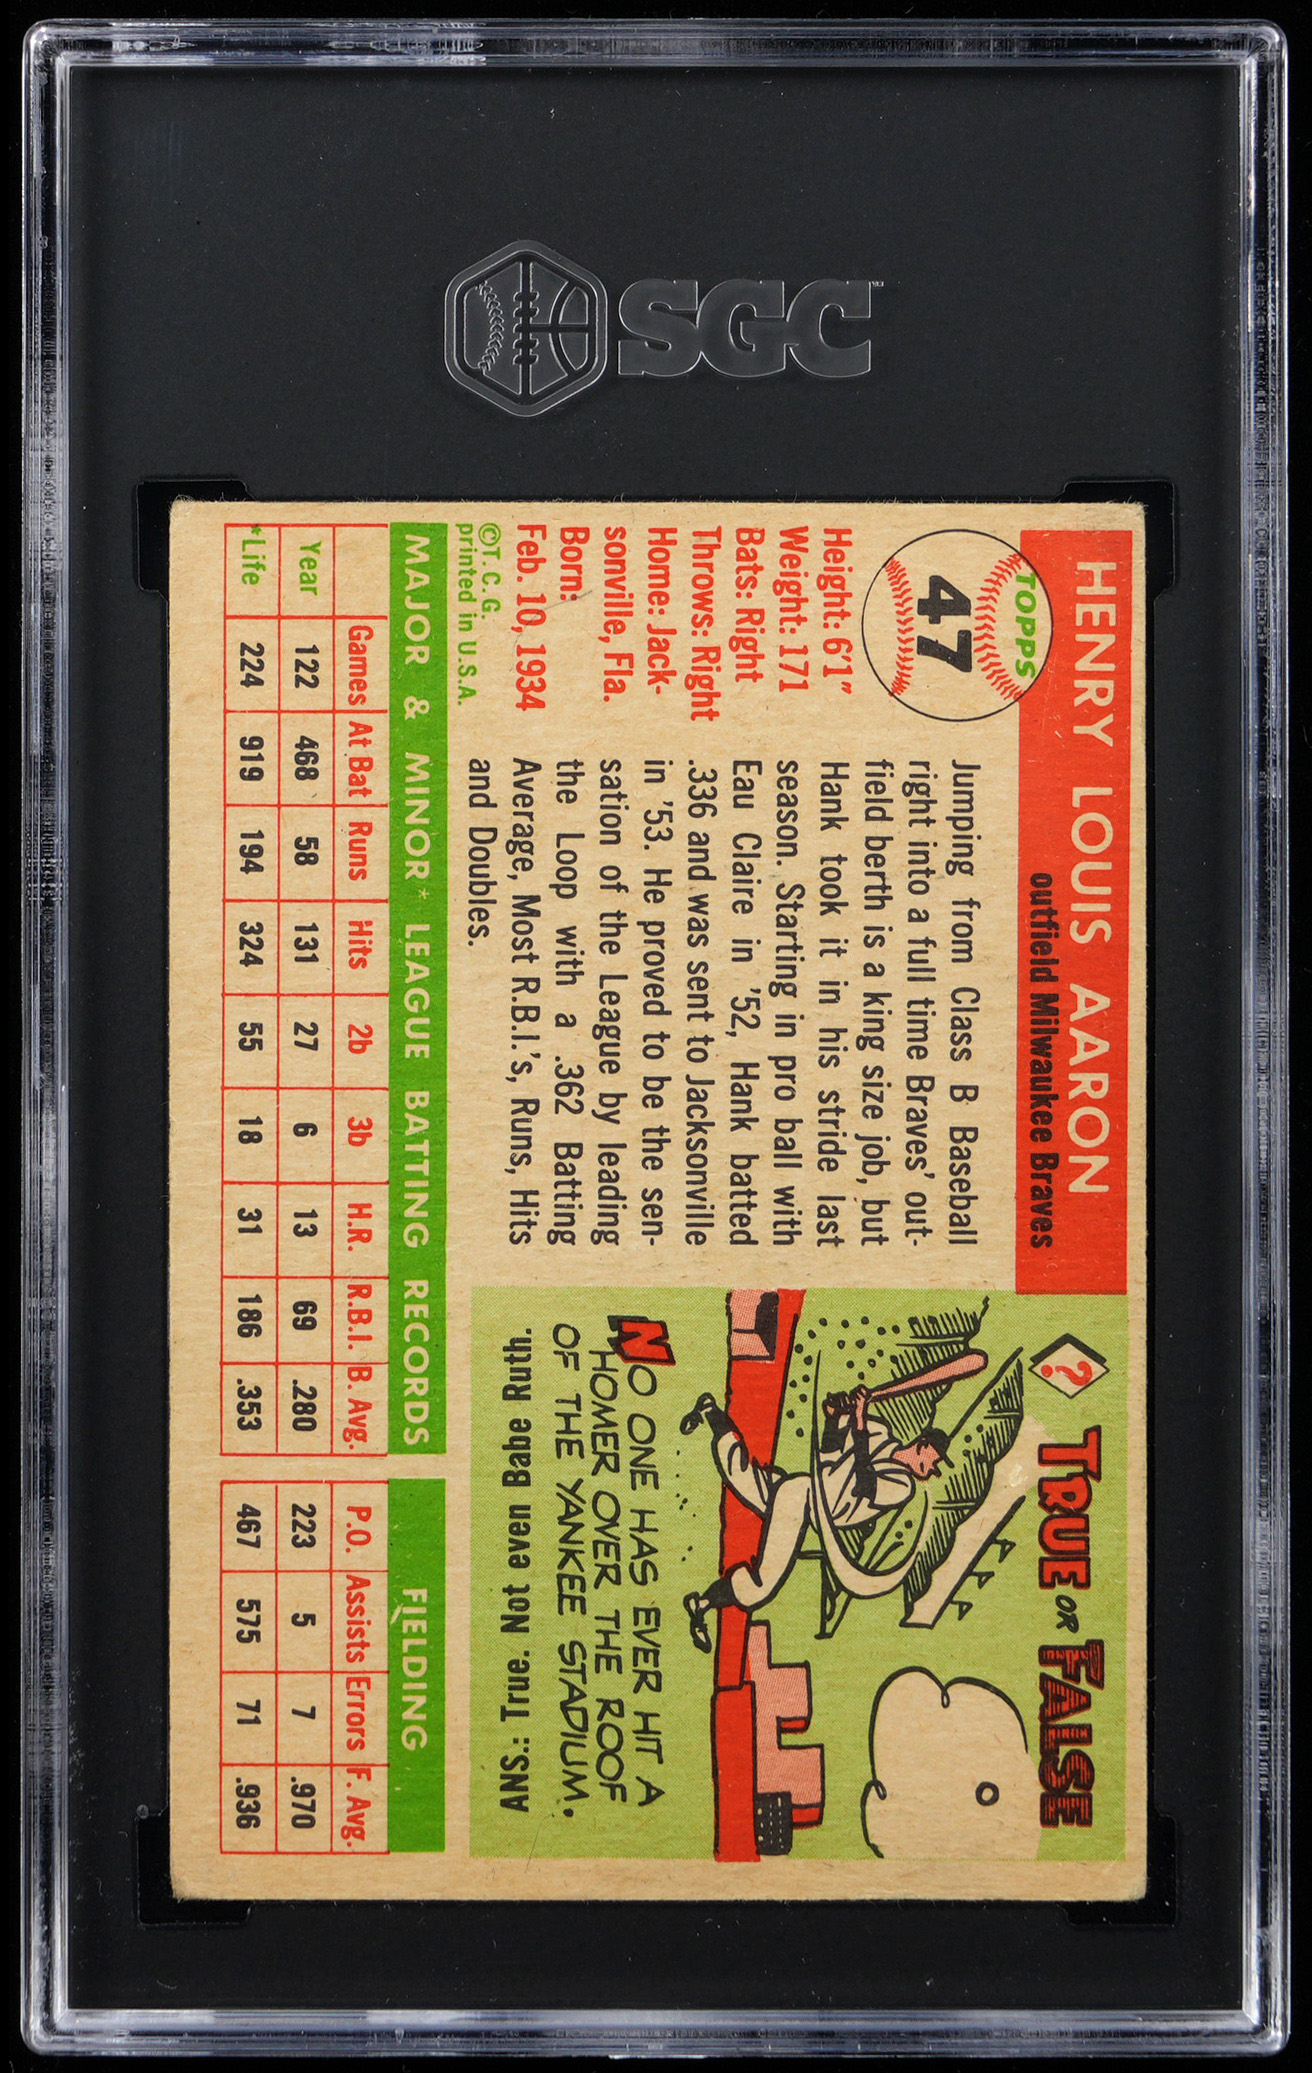 SGC
HENRY LOUIS AARON
outfield Milwaukee Braves
TOPPS
47
Height: 6'1"
Weight: 171
Bats: Right
Throws: Right
Home: Jack-
sonville, Fla.
Born:
Feb. 10, 1934
©T. C. G.
printed in U.S.A.
Jumping from Class B Baseball
right into a full time Braves' out-
field berth is a king size job, but
Hank took it in his stride last
season. Starting in pro ball with
Eau Claire in '52, Hank batted
.336 and was sent to Jacksonville
in '53. He proved to be the sen-
sation of the League by leading
the Loop with a .362 Batting
Average, Most R.B.I.'s, Runs, Hits
and Doubles.
?
TRUE OR FALSE
NO ONE HAS EVER HIT A
HOMER OVER THE ROOF
OF THE YANKEE STADIUM.
ANS:: True. Not even Babe Ruth.
MAJOR & MINOR* LEAGUE BATTING RECORDS FIELDING
Games At Bat Runs Hits 2b 3b H.R. R.B.I. B. Avg. P.O. Assists Errors F. Avg.
Year 122 468 58 131 27 6 13 69 .280 223 5 7 .970
*Life 224 919 194 324 55 18 31 186 .353 467 575 71 .936